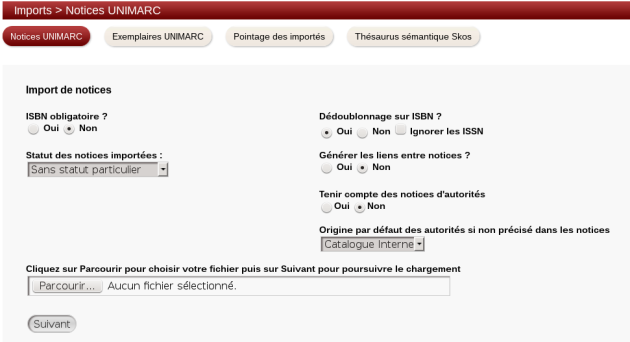 Imports > Notices UNIMARC
Notices UNIMARC Exemplaires UNIMARC Pointage des importés Thésaurus sémantique Skos
Import de notices
ISBN obligatoire ?
Oui Non
Statut des notices importées :
Sans statut particulier
Dédoublonnage sur ISBN ?
Oui Non Ignorer les ISSN
Générer les liens entre notices ?
Oui Non
Tenir compte des notices d'autorités
Oui Non
Origine par défaut des autorités si non précisé dans les notices
Catalogue Interne
Cliquez sur Parcourir pour choisir votre fichier puis sur Suivant pour poursuivre le chargement
Parcourir... Aucun fichier sélectionné.
Suivant